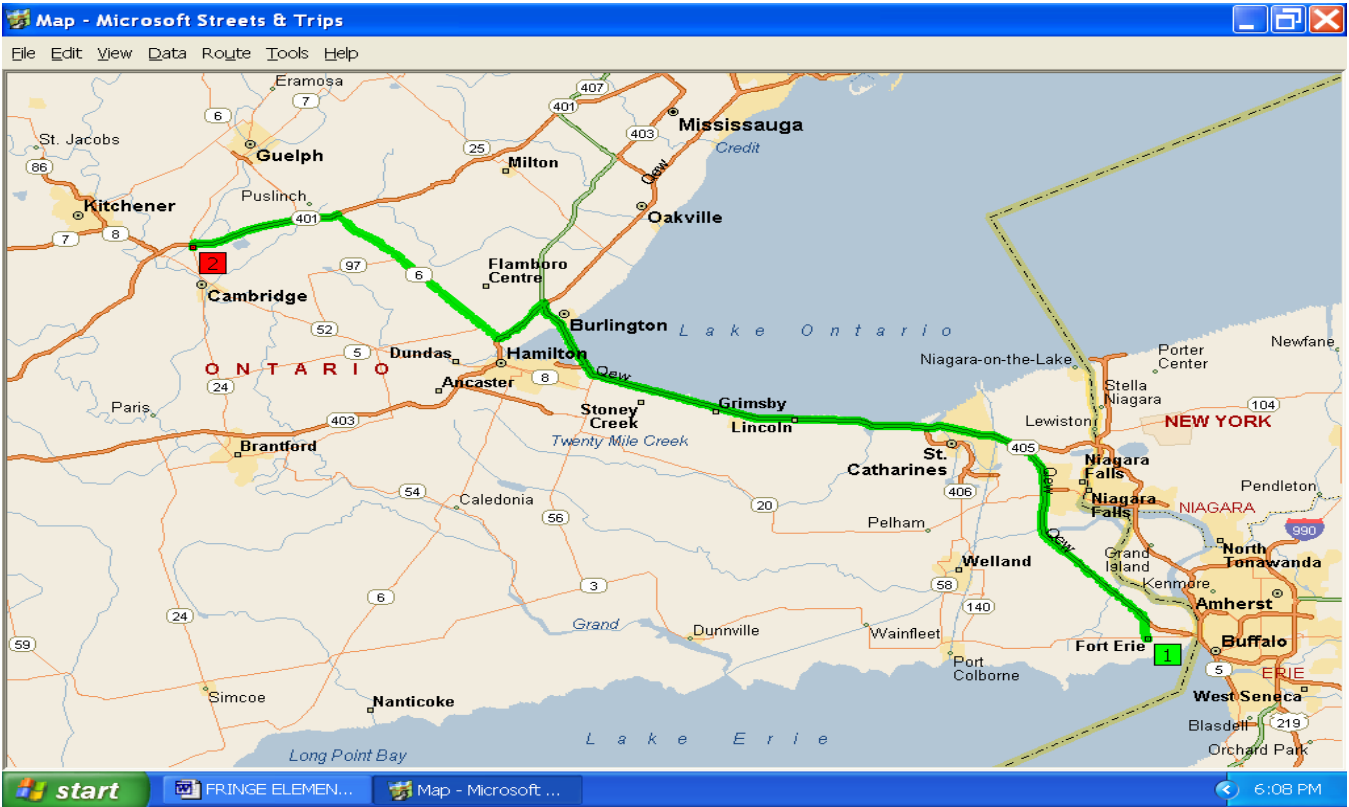 Map - Microsoft Streets & Trips
File Edit View Data Route Tools Help
Eramosa
407
7
401
6
Mississauga
403
St. Jacobs
Guelph
25
Credit
86
Milton
Qew
Puslinch
Kitchener
401
Oakville
7
8
2
97
6
Flamboro
Centre
Cambridge
52
Burlington
Lake Ontario
Newfane
5
Dundas
Hamilton
Niagara-on-the-Lake
Porter
Center
ONTARIO
Qew
24
Ancaster
8
Stella
Niagara
Paris
403
Stoney
Creek
Grimsby
Lincoln
104
Lewiston
NEW YORK
Brantford
Twenty Mile Creek
St.
Catharines
405
Niagara
Falls
Qew
54
406
Niagara
Falls
Pendleton
Caledonia
20
NIAGARA
56
Pelham
990
Qew
Grand
Island
North
Tonawanda
Welland
3
58
Kenmore
6
140
Amherst
24
Grand
Dunnville
Wainfleet
Buffalo
59
Fort Erie
1
Port
Colborne
5
ERIE
Simcoe
Nanticoke
West Seneca
Blasdell
219
Lake Erie
Long Point Bay
Orchard Park
start
FRINGE ELEMEN...
Map - Microsoft ...
6:08 PM